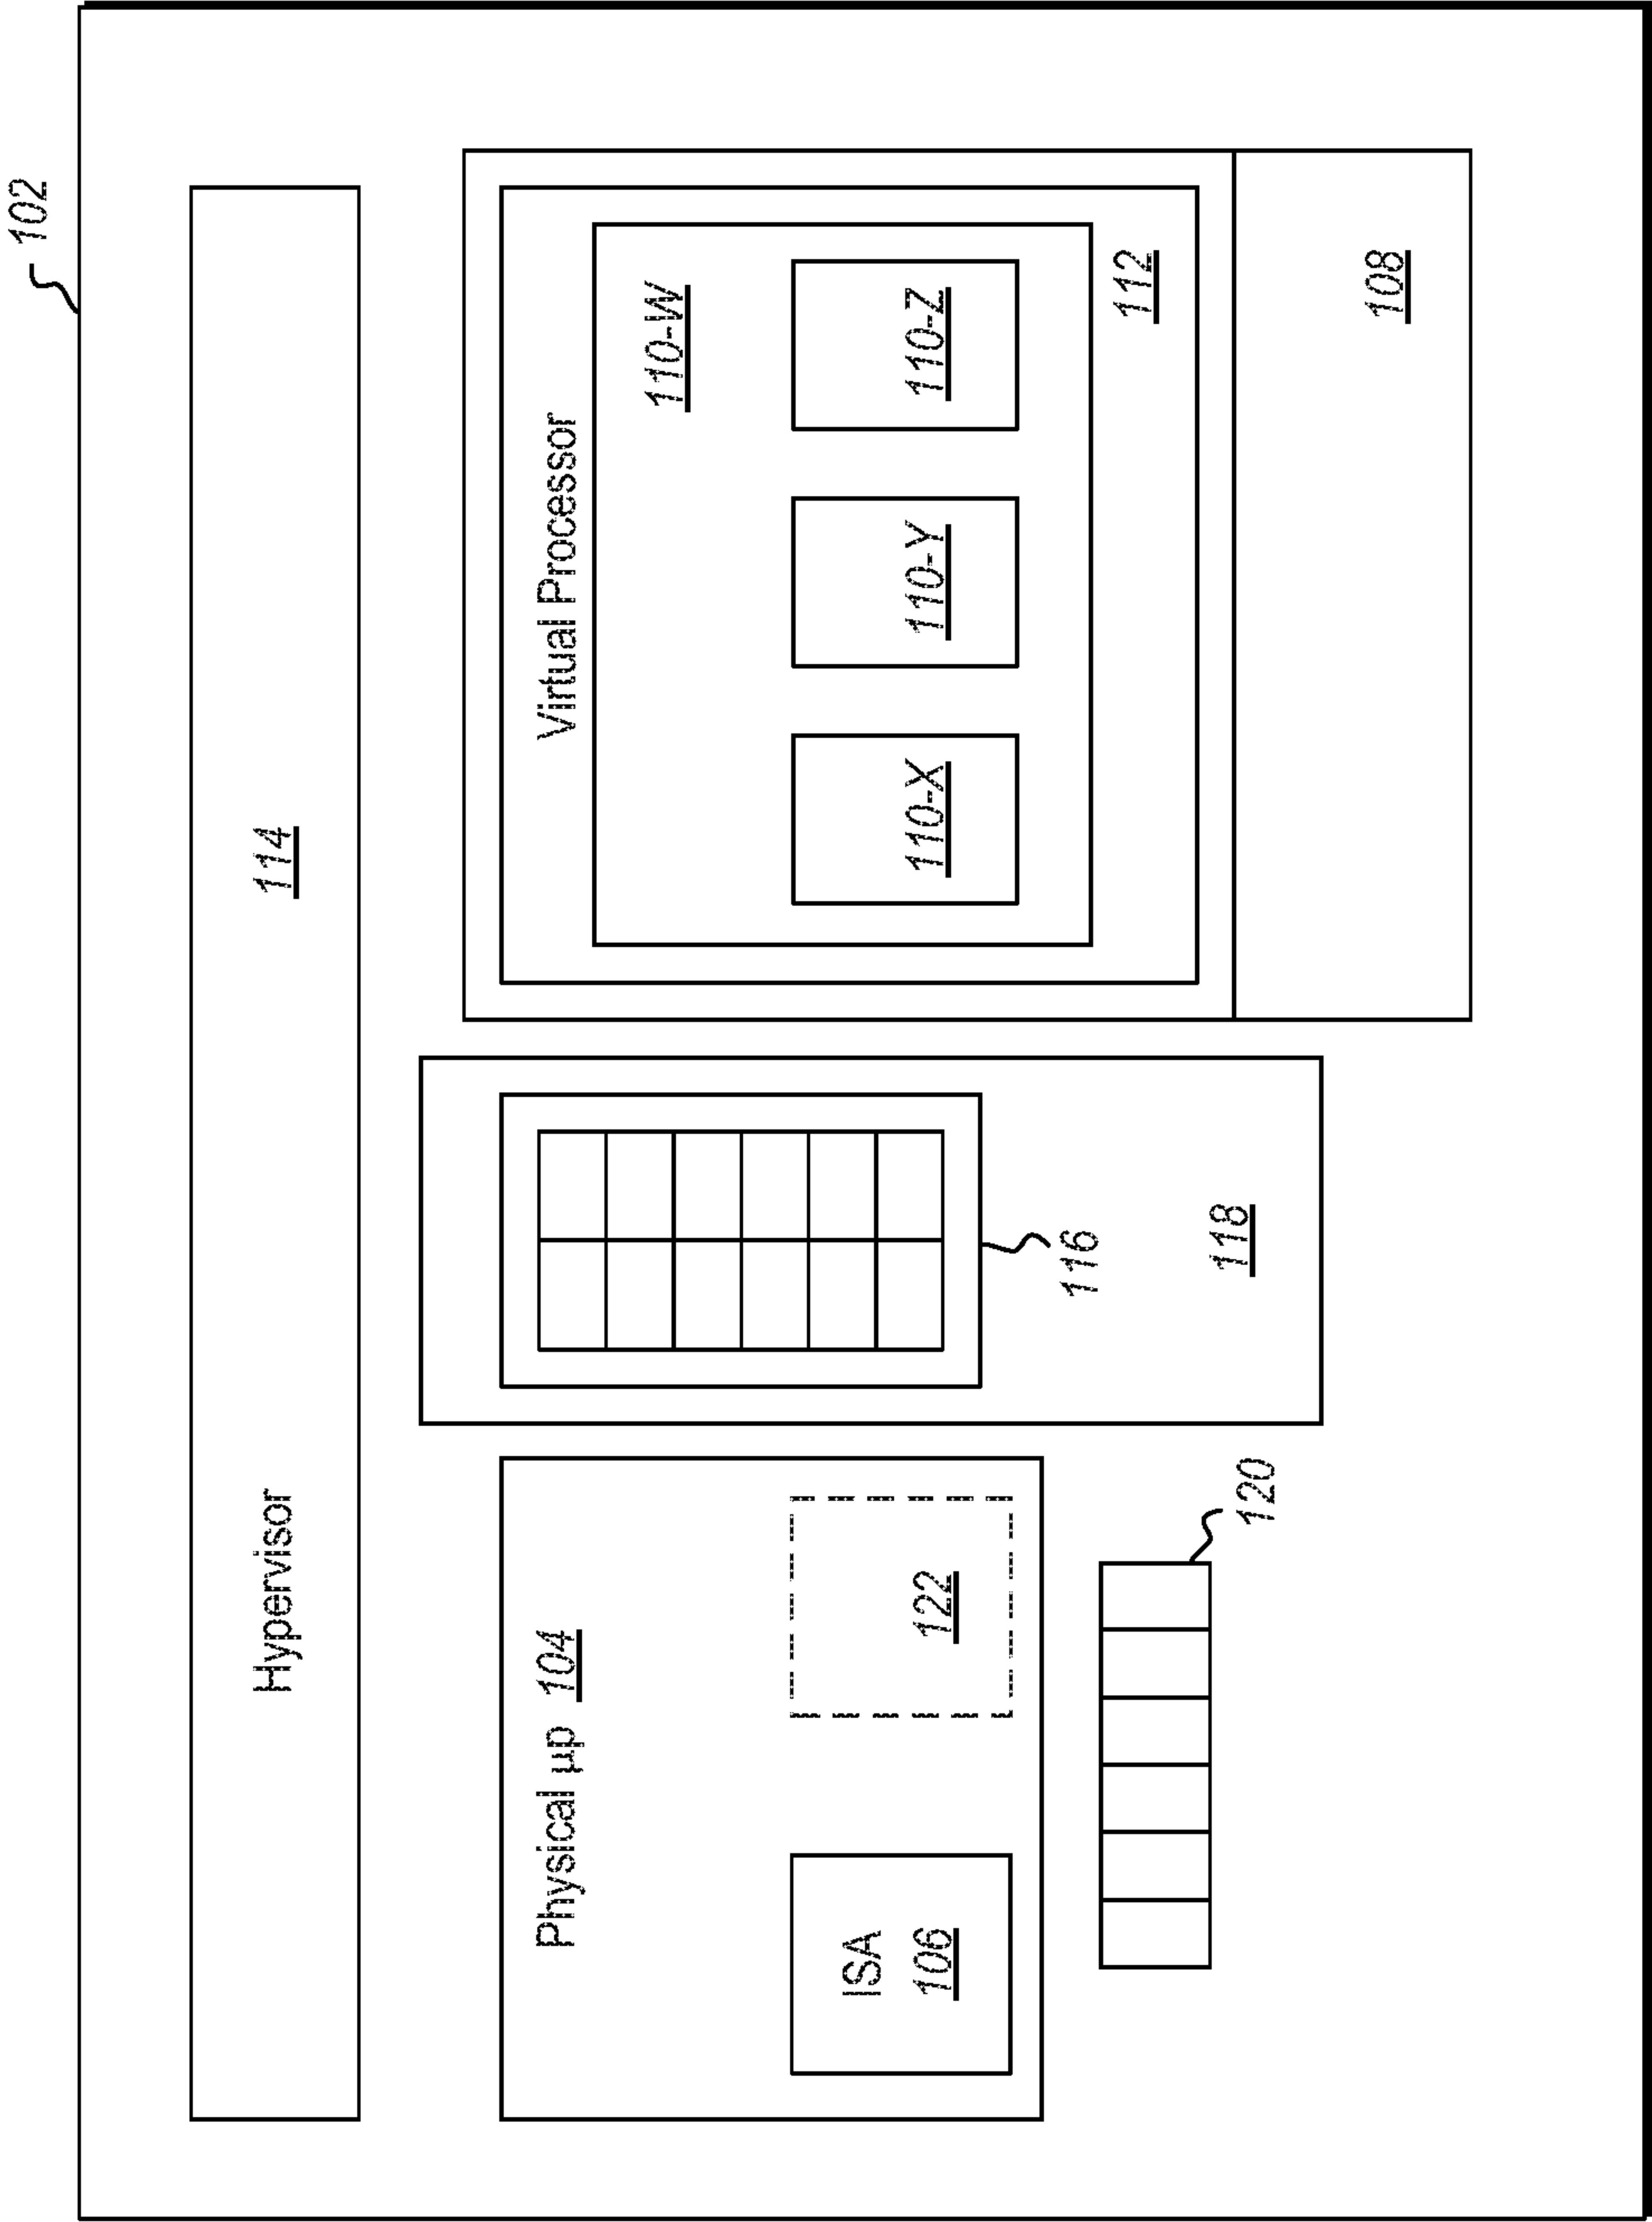 102
Hypervisor
114
Physical μp 104
ISA
106
122
120
116
118
Virtual Processor
110-W
110-X
110-Y
110-Z
112
108